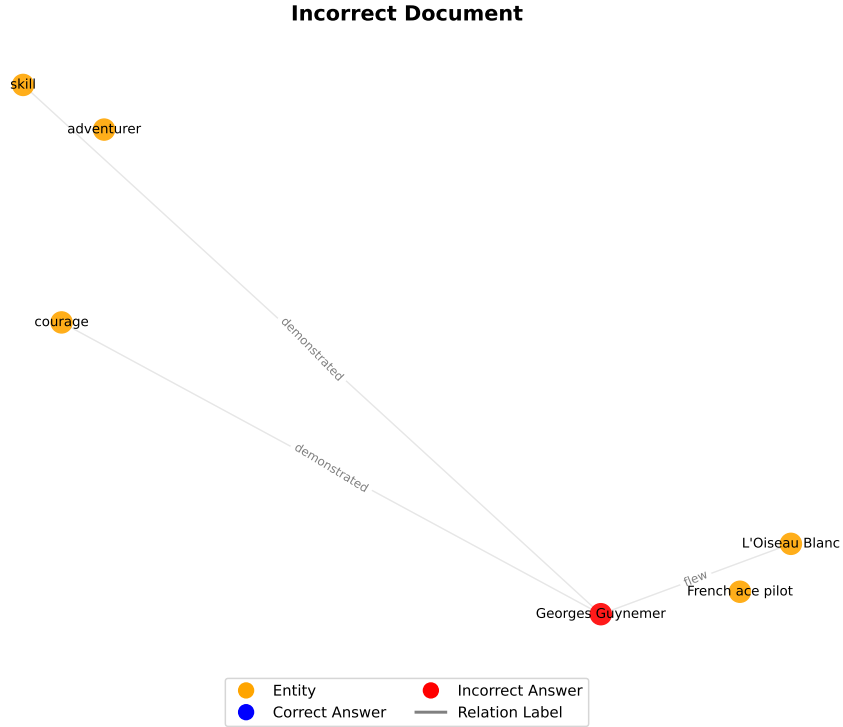 Incorrect Document
skill
adventurer
courage
demonstrated
demonstrated
L'Oiseau Blanc
flew
French ace pilot
Georges Guynemer
Entity
Correct Answer
Incorrect Answer
Relation Label